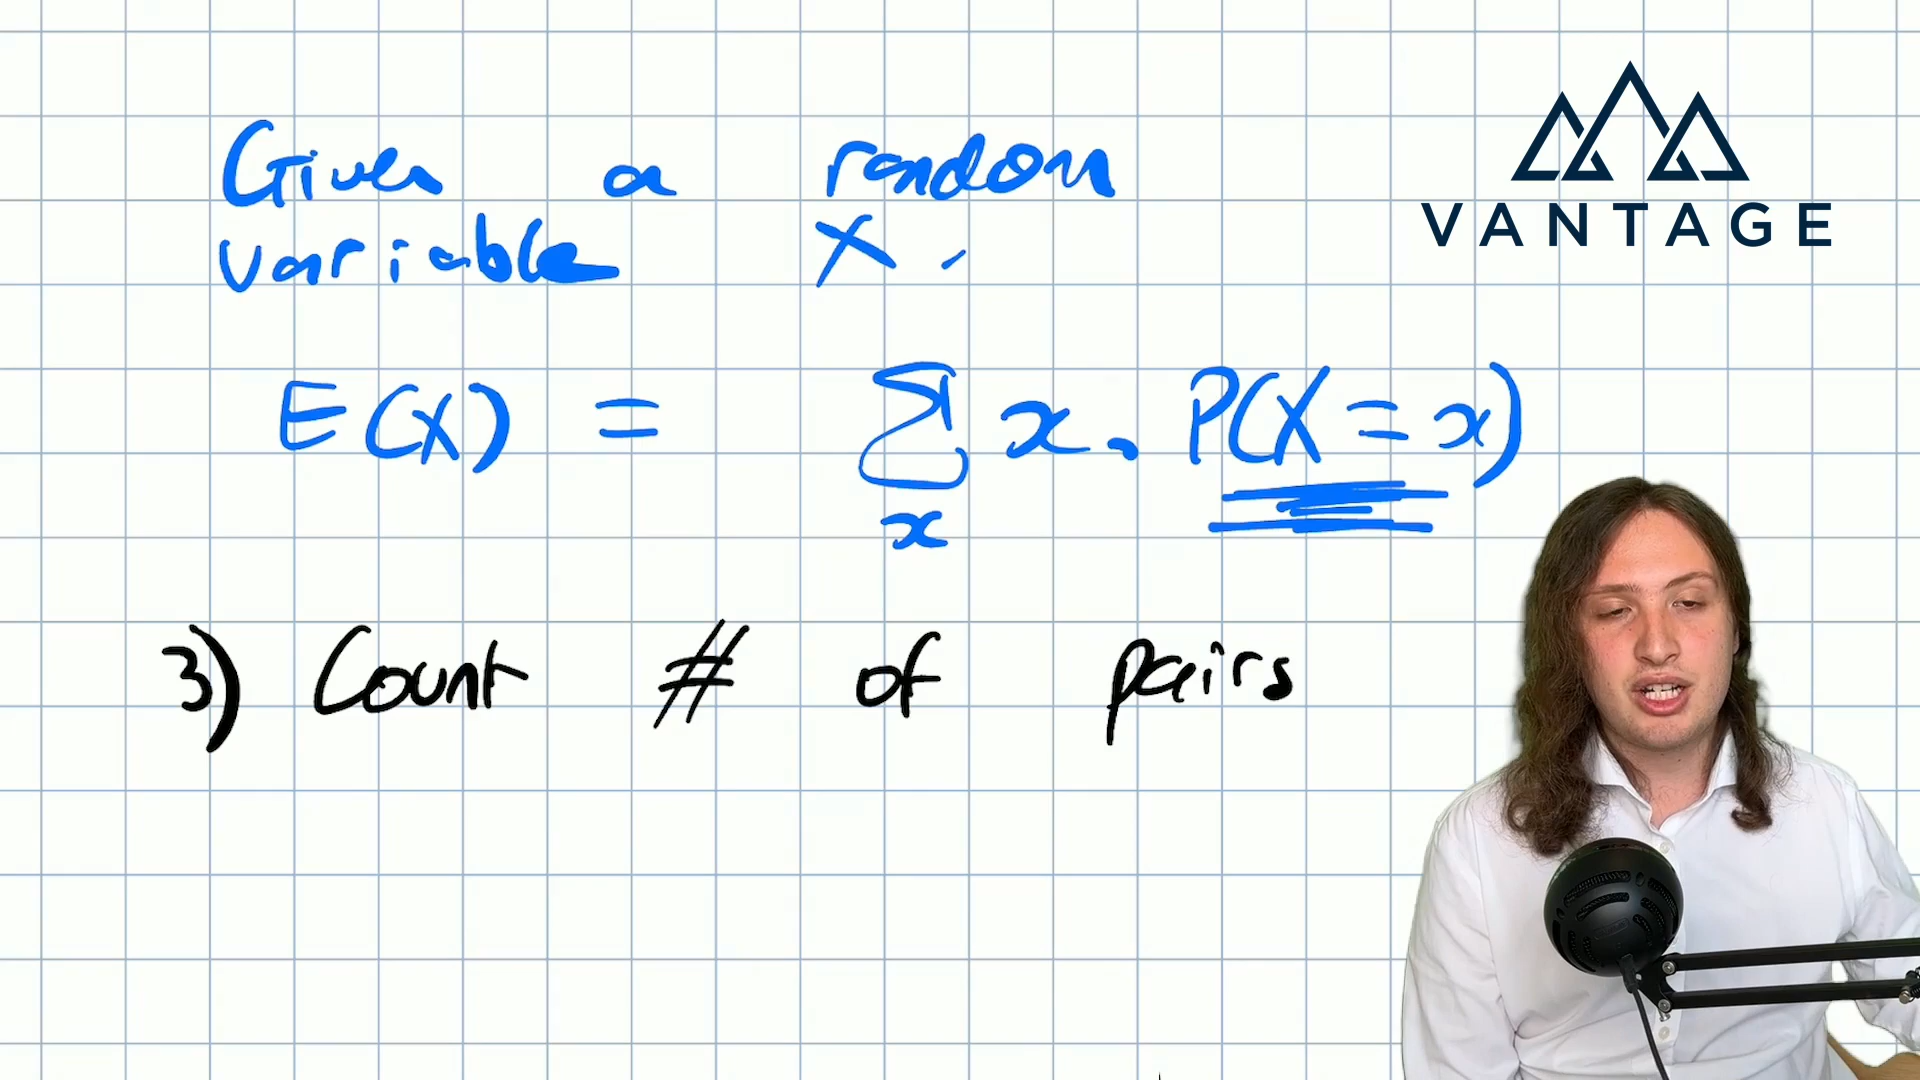 Given a random
variable X,
VANTAGE
E(X) = ∑ x . P(X = x)
x
3) Count # of pairs